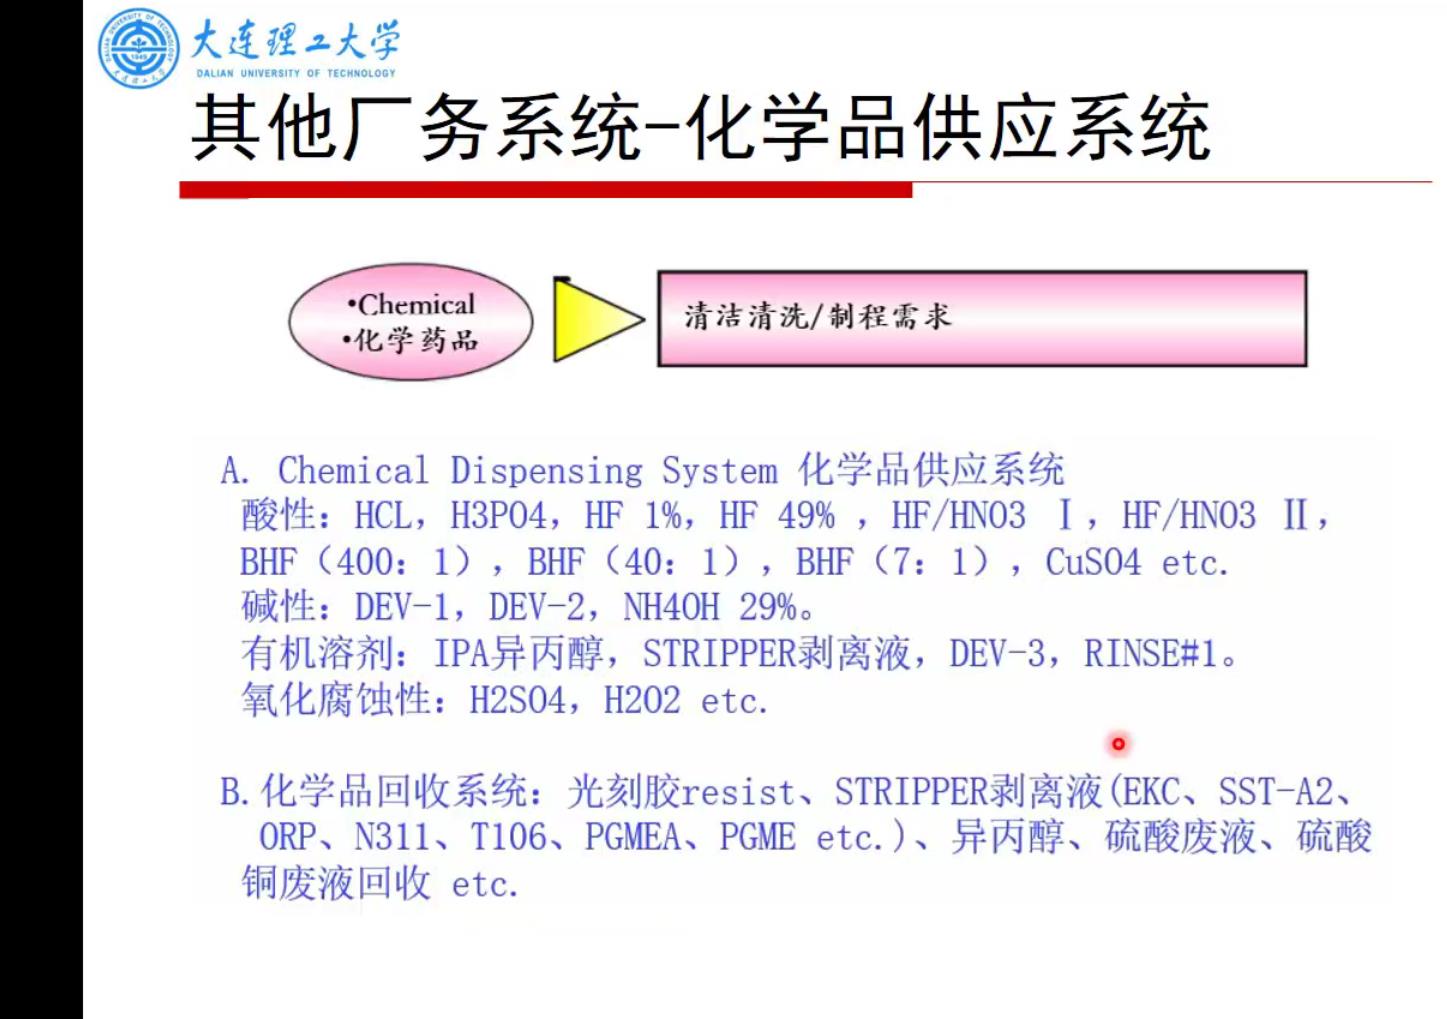 大连理工大学
DALIAN UNIVERSITY OF TECHNOLOGY
其他厂务系统-化学品供应系统
•Chemical
•化学药品
清洁清洗/制程需求
A. Chemical Dispensing System 化学品供应系统
酸性：HCL，H3PO4，HF 1%，HF 49% ，HF/HNO3 Ⅰ，HF/HNO3 Ⅱ，
BHF（400：1），BHF（40：1），BHF（7：1），CuSO4 etc.
碱性：DEV-1，DEV-2，NH4OH 29%。
有机溶剂：IPA异丙醇，STRIPPER剥离液，DEV-3，RINSE#1。
氧化腐蚀性：H2SO4，H2O2 etc.
B.化学品回收系统：光刻胶resist、STRIPPER剥离液(EKC、SST-A2、
ORP、N311、T106、PGMEA、PGME etc.)、异丙醇、硫酸废液、硫酸
铜废液回收 etc.